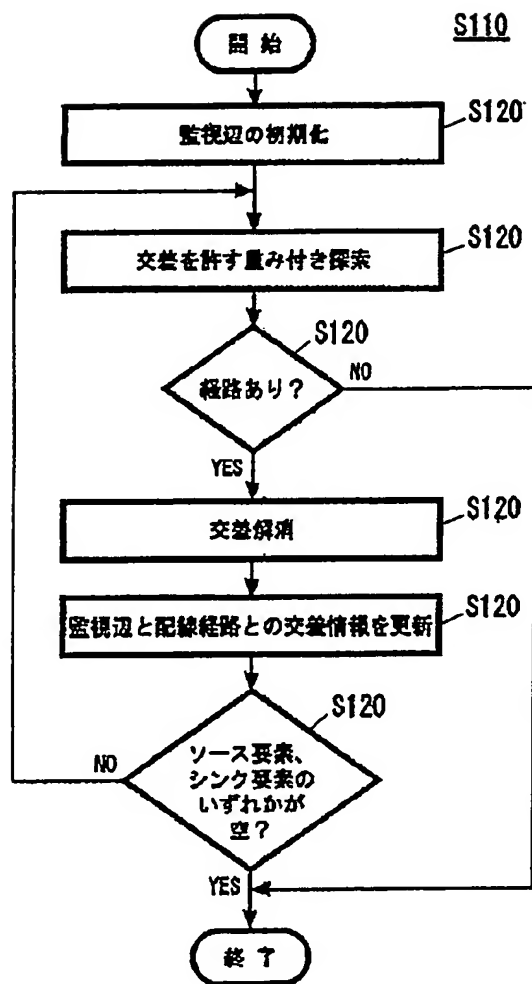 S110
開始
S120
監視辺の初期化
S120
交差を許す重み付き探索
S120
経路あり？
NO
YES
S120
交差解消
S120
監視辺と配線経路との交差情報を更新
S120
ソース要素、
シンク要素の
いずれかが
空？
NO
YES
終了